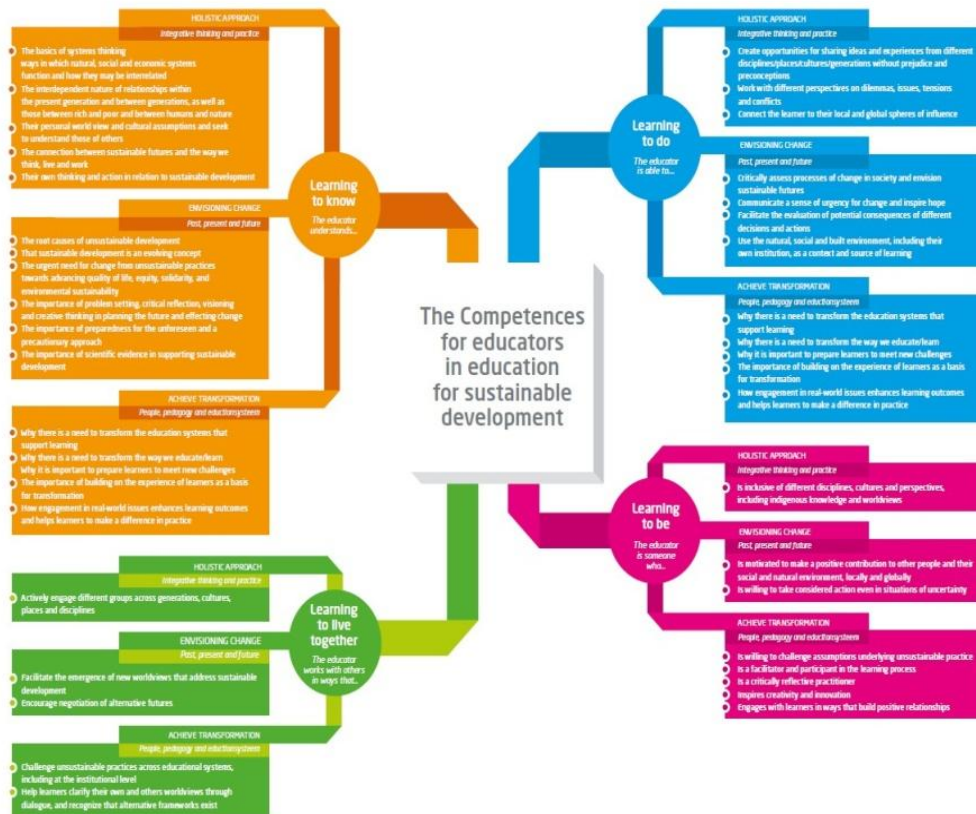 HOLISTIC APPROACH
Integrative thinking and practice
The basics of systems thinking
ways in which natural, social and economic systems
function and how they may be interrelated
The interdependent nature of relationships within
the present generation and between generations, as well as
those between rich and poor and between humans and nature
Their personal world view and cultural assumptions and seek
to understand those of others
The connection between sustainable futures and the way we
think, live and work
Their own thinking and action in relation to sustainable development
Learning
to know
The educator
understands...
ENVISIONING CHANGE
Past, present and future
The root causes of unsustainable development
That sustainable development is an evolving concept
The urgent need for change from unsustainable practices
towards advancing quality of life, equity, solidarity, and
environmental sustainability
The importance of problem setting, critical reflection, visioning
and creative thinking in planning the future and effecting change
The importance of preparedness for the unforeseen and a
precautionary approach
The importance of scientific evidence in supporting sustainable
development
ACHIEVE TRANSFORMATION
People, pedagogy and eductionsysteem
Why there is a need to transform the education systems that
support learning
Why there is a need to transform the way we educate/learn
Why it is important to prepare learners to meet new challenges
The importance of building on the experience of learners as a basis
for transformation
How engagement in real-world issues enhances learning outcomes
and helps learners to make a difference in practice
HOLISTIC APPROACH
Integrative thinking and practice
Create opportunities for sharing ideas and experiences from different
disciplines/places/cultures/generations without prejudice and
preconceptions
Work with different perspectives on dilemmas, issues, tensions
and conflicts
Connect the learner to their local and global spheres of influence
Learning
to do
The educator
is able to...
ENVISIONING CHANGE
Past, present and future
Critically assess processes of change in society and envision
sustainable futures
Communicate a sense of urgency for change and inspire hope
Facilitate the evaluation of potential consequences of different
decisions and actions
Use the natural, social and built environment, including their
own institution, as a context and source of learning
ACHIEVE TRANSFORMATION
People, pedagogy and eductionsysteem
Why there is a need to transform the education systems that
support learning
Why there is a need to transform the way we educate/learn
Why it is important to prepare learners to meet new challenges
The importance of building on the experience of learners as a basis
for transformation
How engagement in real-world issues enhances learning outcomes
and helps learners to make a difference in practice
The Competences
for educators
in education
for sustainable
development
HOLISTIC APPROACH
Integrative thinking and practice
Actively engage different groups across generations, cultures,
places and disciplines
Learning
to live
together
The educator
works with others
in ways that...
ENVISIONING CHANGE
Past, present and future
Facilitate the emergence of new worldviews that address sustainable
development
Encourage negotiation of alternative futures
ACHIEVE TRANSFORMATION
People, pedagogy and eductionsysteem
Challenge unsustainable practices across educational systems,
including at the institutional level
Help learners clarify their own and others worldviews through
dialogue, and recognize that alternative frameworks exist
HOLISTIC APPROACH
Integrative thinking and practice
Is inclusive of different disciplines, cultures and perspectives,
including indigenous knowledge and worldviews
Learning
to be
The educator
is someone
who...
ENVISIONING CHANGE
Past, present and future
Is motivated to make a positive contribution to other people and their
social and natural environment, locally and globally
Is willing to take considered action even in situations of uncertainty
ACHIEVE TRANSFORMATION
People, pedagogy and eductionsysteem
Is willing to challenge assumptions underlying unsustainable practice
Is a facilitator and participant in the learning process
Is a critically reflective practitioner
Inspires creativity and innovation
Engages with learners in ways that build positive relationships